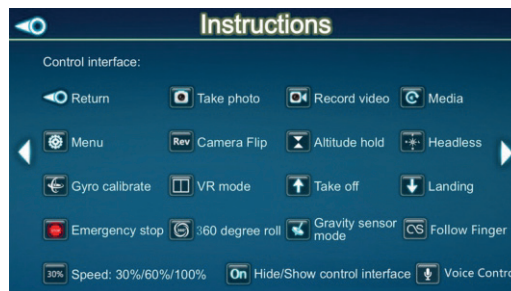 Instructions
Control interface:
Return
Take photo
Record video
Media
Menu
Rev
Camera Flip
Altitude hold
Headless
Gyro calibrate
VR mode
Take off
Landing
Emergency stop
360 degree roll
Gravity sensor
mode
Follow Finger
30%
Speed: 30%/60%/100%
On
Hide/Show control interface
Voice Contro